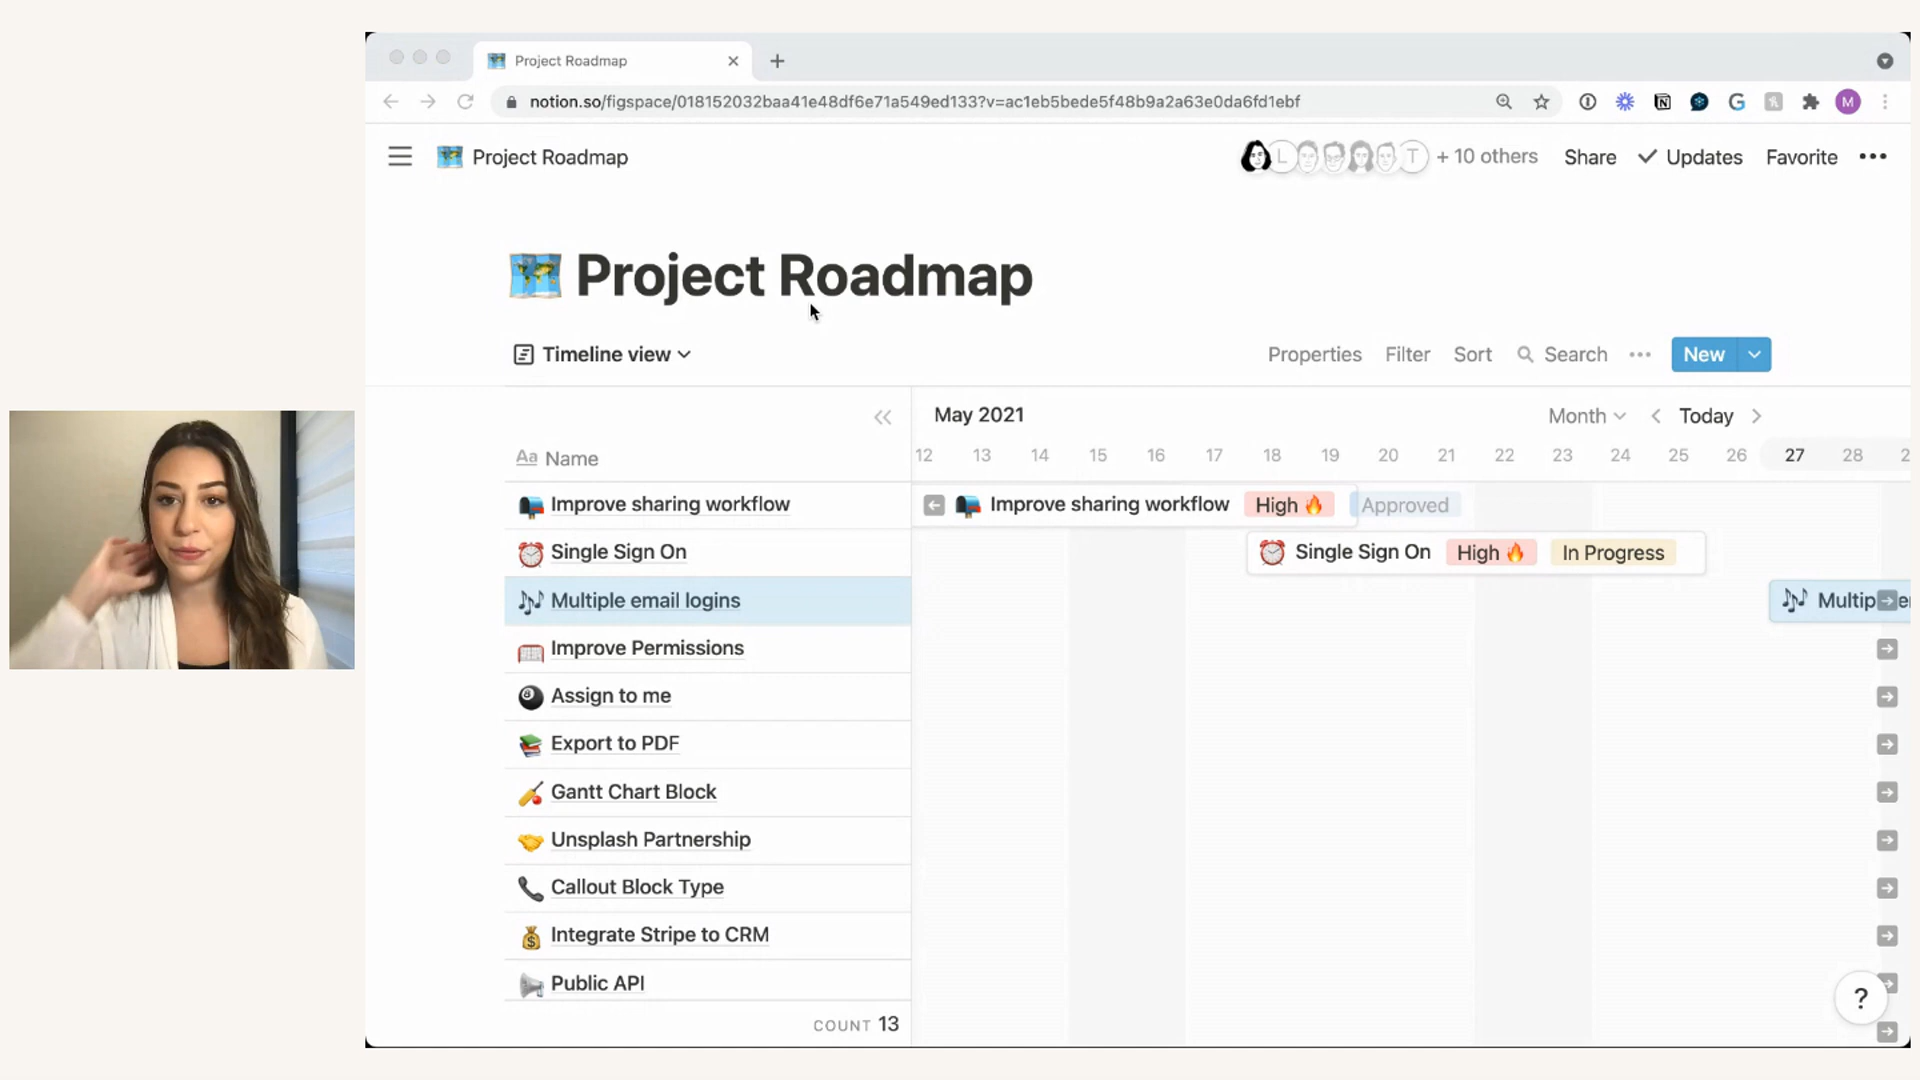 Project Roadmap
notion.so/figspace/018152032baa41e48df6e71a549ed133?v=ac1eb5bede5f48b9a2a63e0da6fd1ebf
M
Project Roadmap
L
T
+ 10 others
Share
Updates
Favorite
Project Roadmap
Timeline view
Properties
Filter
Sort
Search
New
May 2021
Month
Today
Aa Name
12 13 14 15 16 17 18 19 20 21 22 23 24 25 26 27 28
Improve sharing workflow
Improve sharing workflow High Approved
Single Sign On
Single Sign On High In Progress
Multiple email logins
Improve Permissions
Assign to me
Export to PDF
Gantt Chart Block
Unsplash Partnership
Callout Block Type
Integrate Stripe to CRM
Public API
COUNT 13
?